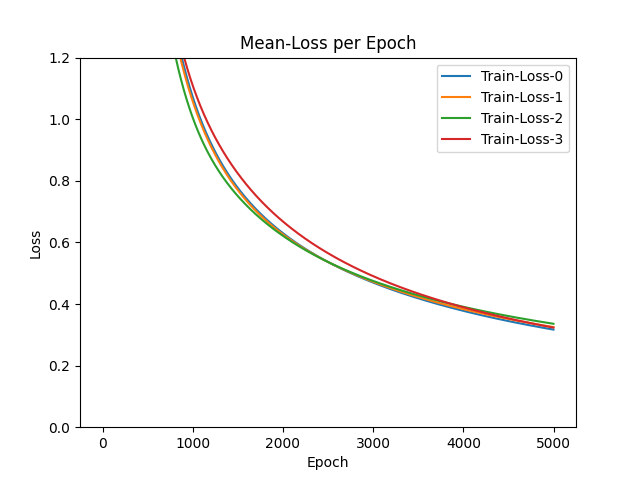 Mean-Loss per Epoch
1.2
1.0
0.8
0.6
0.4
0.2
0.0
Loss
Train-Loss-0
Train-Loss-1
Train-Loss-2
Train-Loss-3
0 1000 2000 3000 4000 5000
Epoch